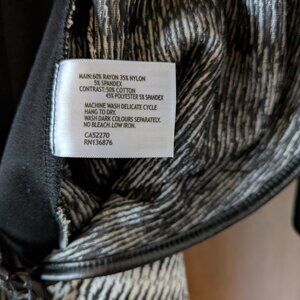 MAIN:60% RAYON 35% NYLON
5% SPANDEX
CONTRAST:50% COTTON
45% POLYESTER 5% SPANDEX
MACHINE WASH DELICATE CYCLE
HANG TO DRY.
WASH DARK COLOURS SEPARATELY.
NO BLEACH.LOW IRON.
CA52270
RN136876